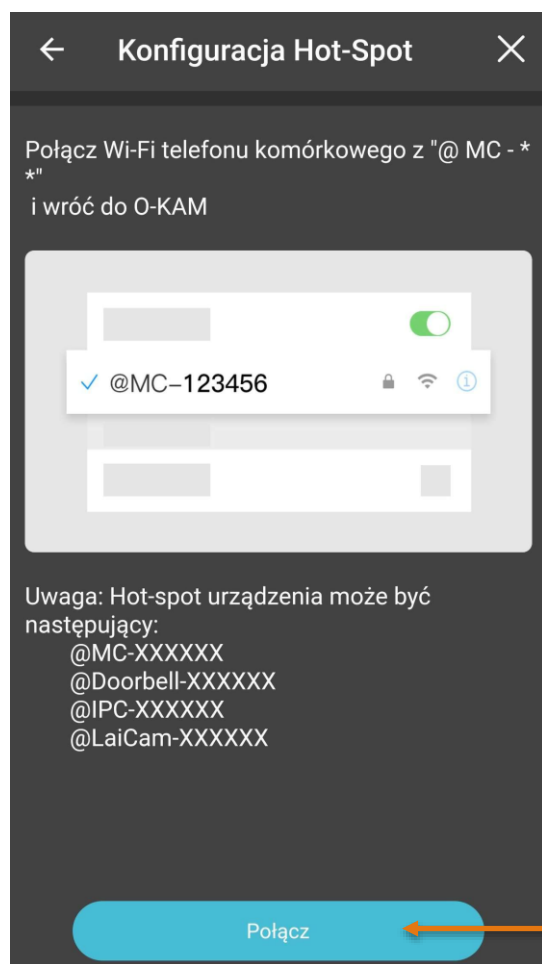 Konfiguracja Hot-Spot
Połącz Wi-Fi telefonu komórkowego z "@ MC - *
*"
i wróć do O-KAM
@MC–123456
Uwaga: Hot-spot urządzenia może być
następujący:
@MC-XXXXXX
@Doorbell-XXXXXX
@IPC-XXXXXX
@LaiCam-XXXXXX
Połącz